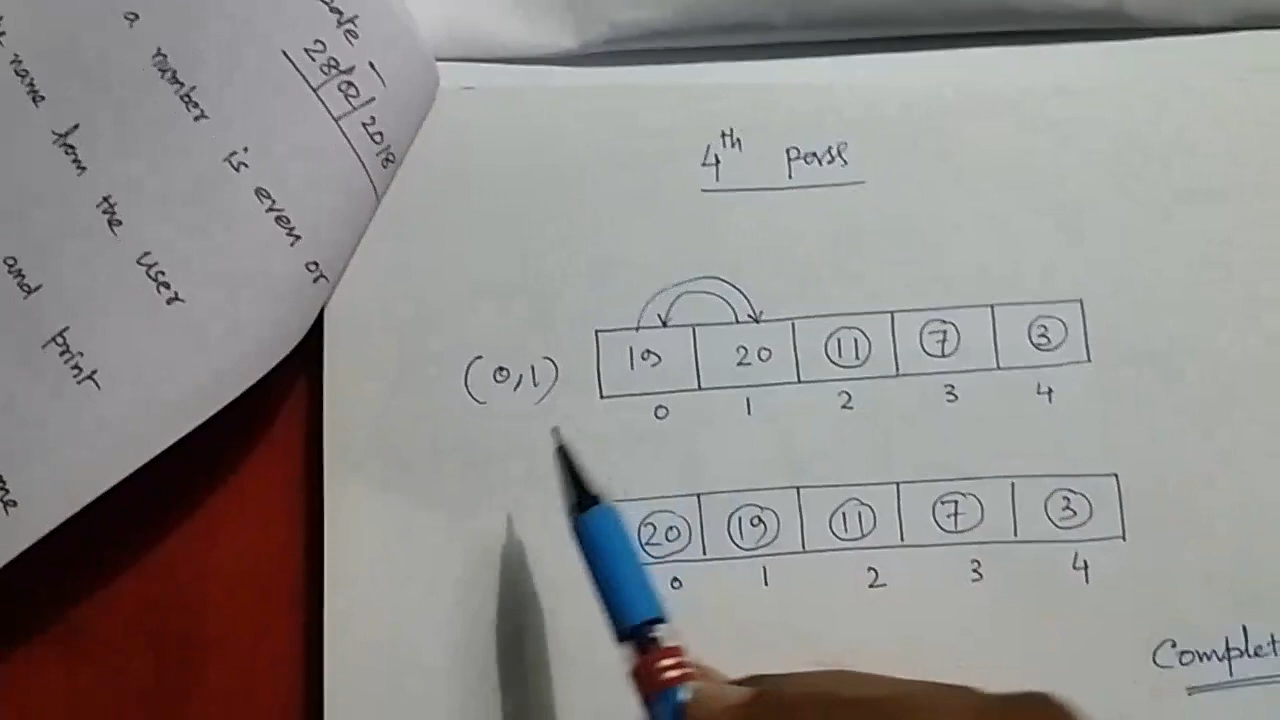 Date -
28/02/2018
a number is even or
name from the user
and print
4th pass
(0,1)
19 20 11 7 3
0 1 2 3 4
20 19 11 7 3
0 1 2 3 4
Complet